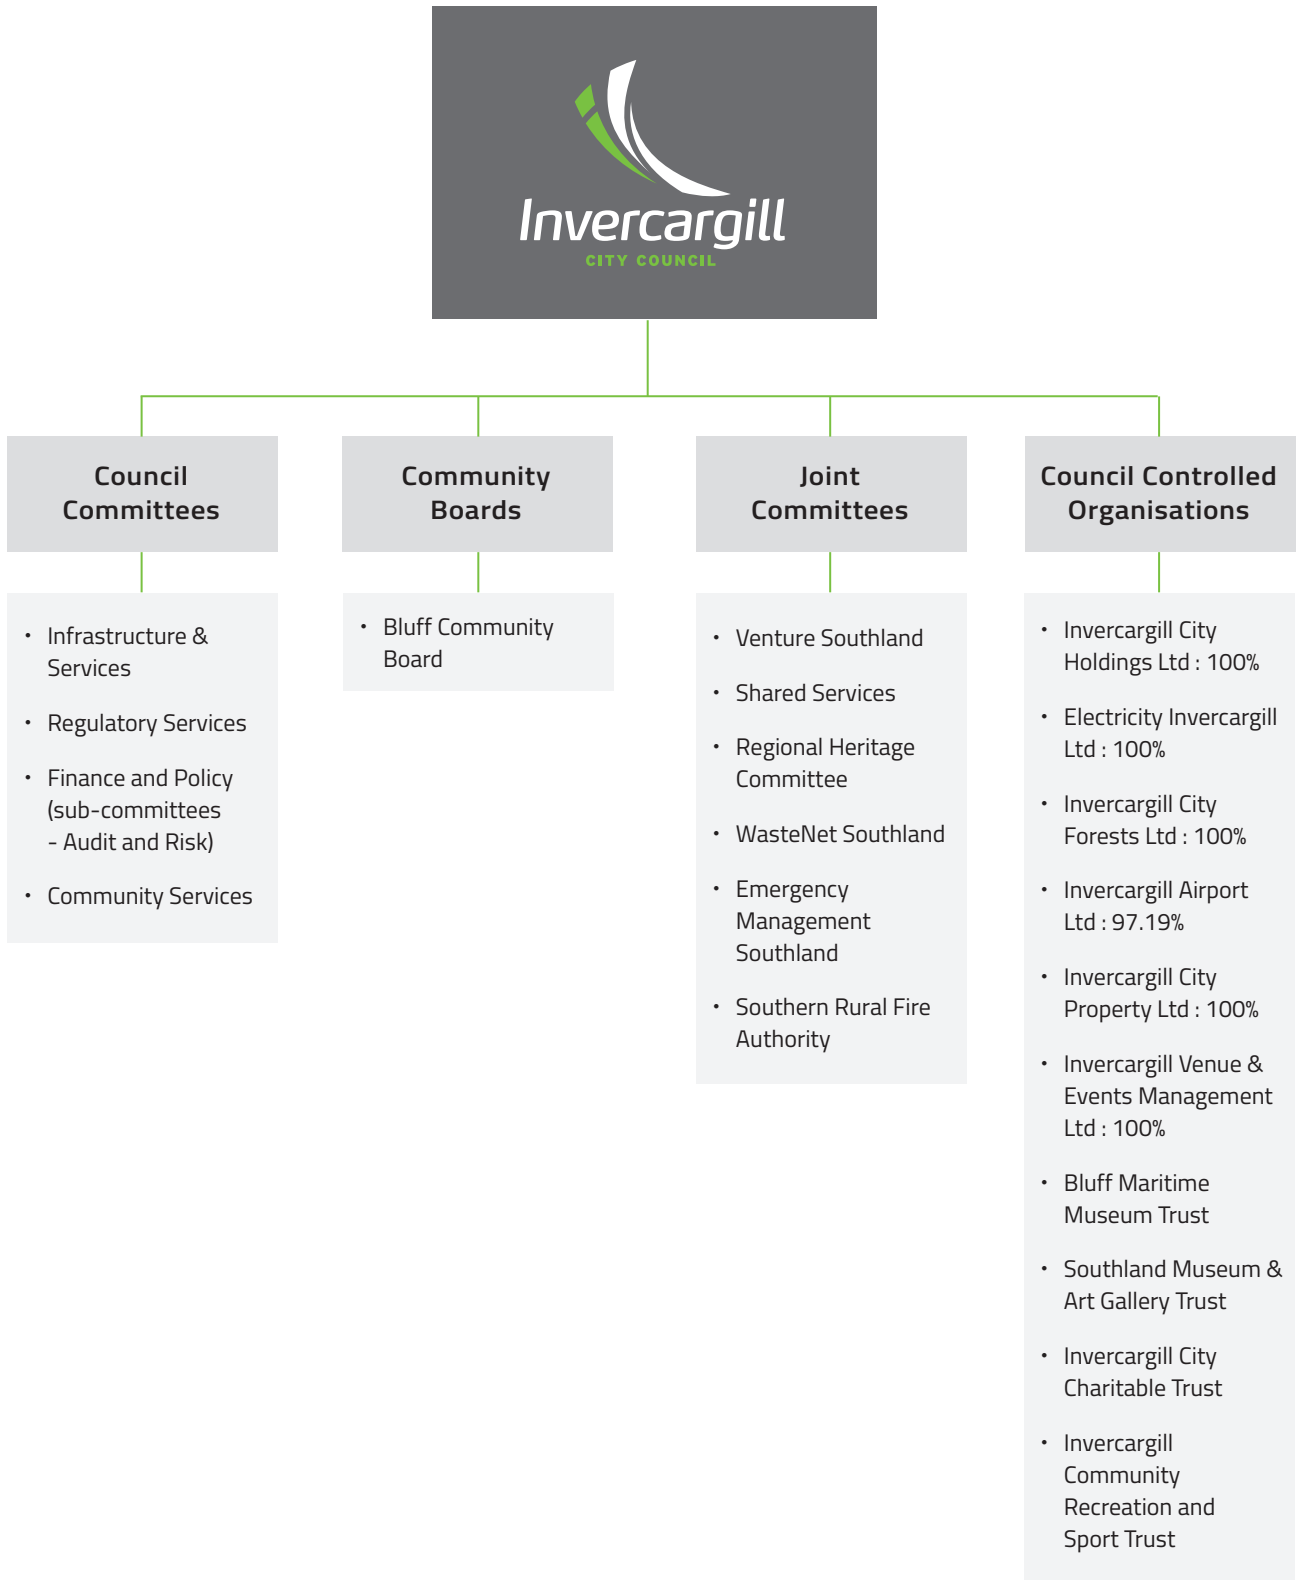 Invercargill
CITY COUNCIL
Council
Committees
• Infrastructure &
Services
• Regulatory Services
• Finance and Policy
(sub-committees
- Audit and Risk)
• Community Services
Community
Boards
• Bluff Community
Board
Joint
Committees
• Venture Southland
• Shared Services
• Regional Heritage
Committee
• WasteNet Southland
• Emergency
Management
Southland
• Southern Rural Fire
Authority
Council Controlled
Organisations
• Invercargill City
Holdings Ltd : 100%
• Electricity Invercargill
Ltd : 100%
• Invercargill City
Forests Ltd : 100%
• Invercargill Airport
Ltd : 97.19%
• Invercargill City
Property Ltd : 100%
• Invercargill Venue &
Events Management
Ltd : 100%
• Bluff Maritime
Museum Trust
• Southland Museum &
Art Gallery Trust
• Invercargill City
Charitable Trust
• Invercargill
Community
Recreation and
Sport Trust